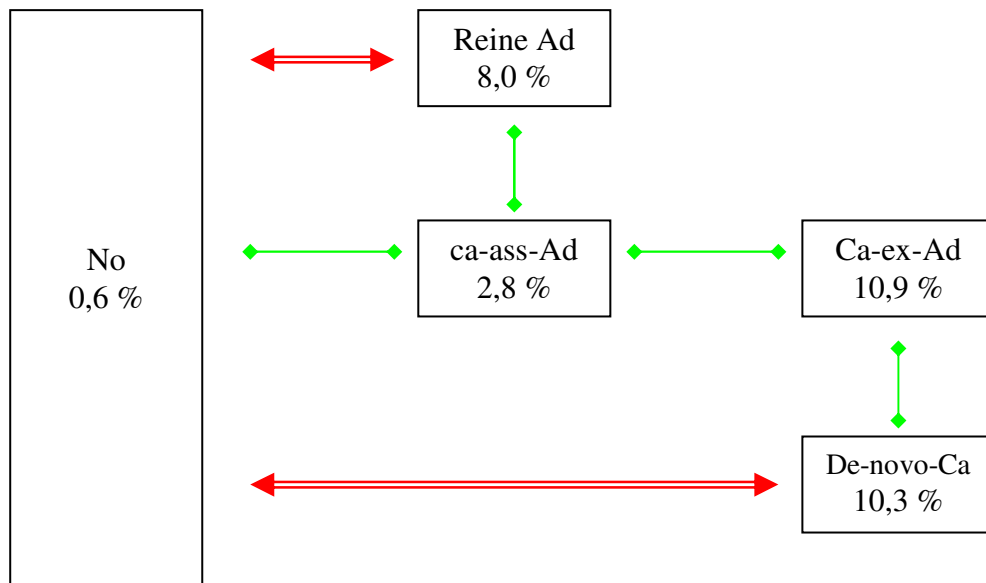 Reine Ad
8,0 %
No
0,6 %
ca-ass-Ad
2,8 %
Ca-ex-Ad
10,9 %
De-novo-Ca
10,3 %